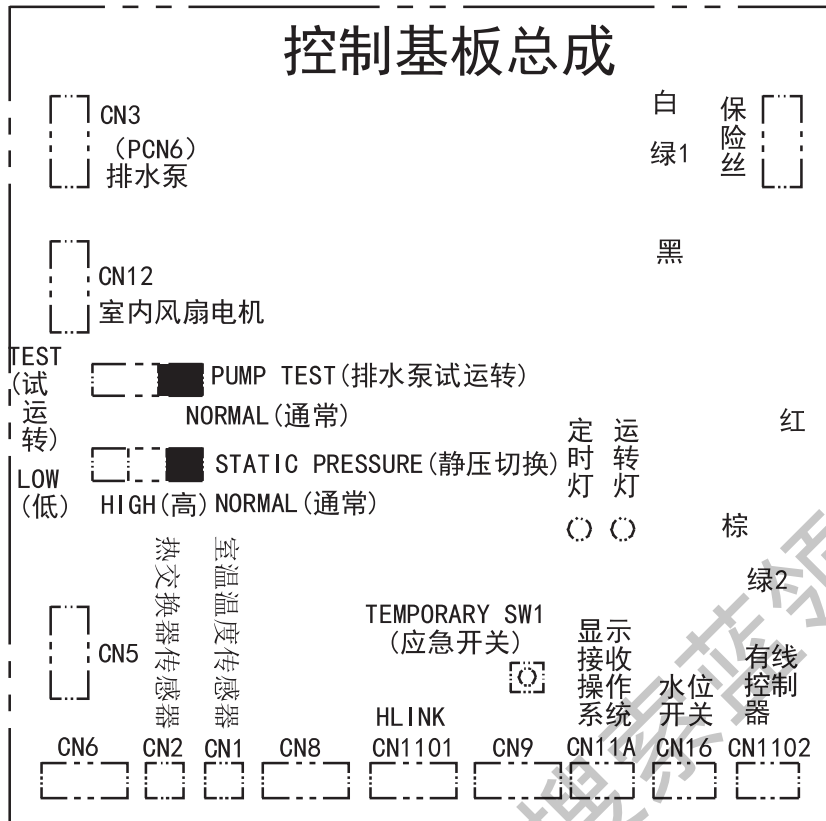 控制基板总成
CN3
(PCN6)
排水泵
白
绿1
保险丝
黑
CN12
室内风扇电机
TEST
(试运转)
PUMP TEST(排水泵试运转)
NORMAL(通常)
LOW
(低)
STATIC PRESSURE(静压切换)
HIGH(高)
NORMAL(通常)
定时灯
运转灯
红
棕
绿2
CN5
热交换器传感器
室温温度传感器
TEMPORARY SW1
(应急开关)
显示
接收
操作
系统
水位
开关
有线
控制
器
HLINK
CN6
CN2
CN1
CN8
CN1101
CN9
CN11A
CN16
CN1102
搜索蓝领